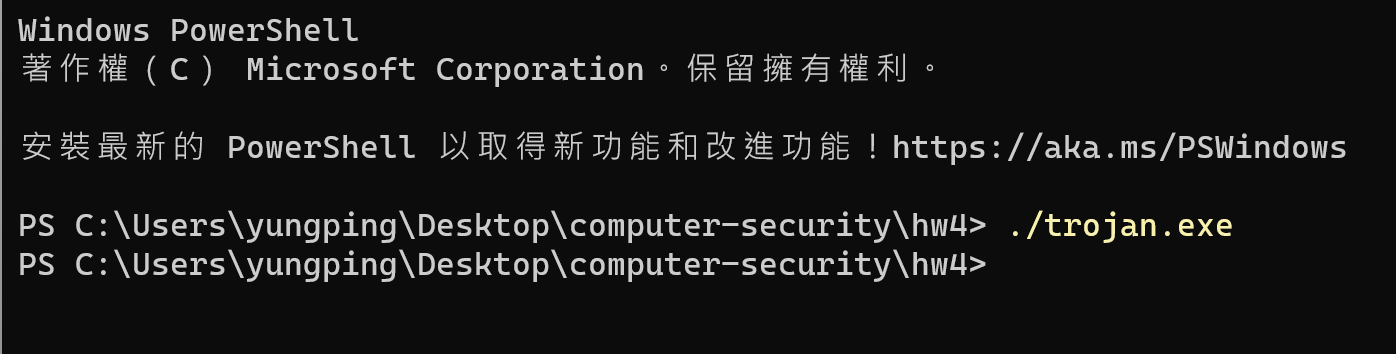 Windows PowerShell
著作權（C） Microsoft Corporation。保留擁有權利。
安裝最新的 PowerShell 以取得新功能和改進功能！https://aka.ms/PSWindows
PS C:\Users\yungping\Desktop\computer-security\hw4> ./trojan.exe
PS C:\Users\yungping\Desktop\computer-security\hw4>